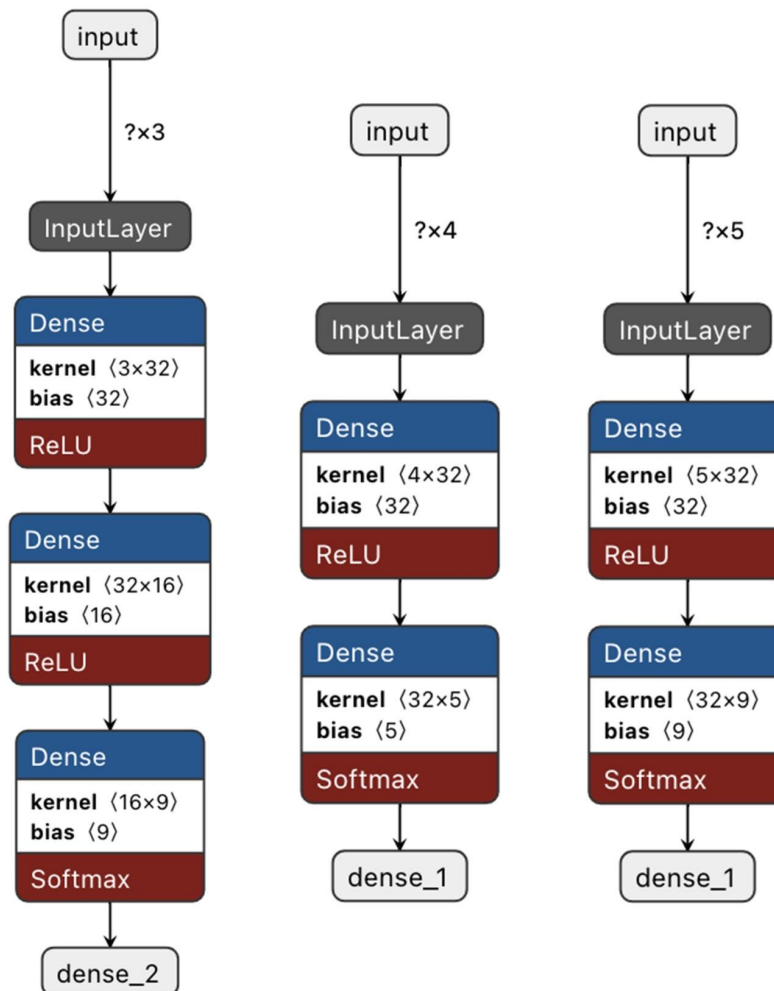 input
?×3
InputLayer
Dense
kernel ⟨3×32⟩
bias ⟨32⟩
ReLU
Dense
kernel ⟨32×16⟩
bias ⟨16⟩
ReLU
Dense
kernel ⟨16×9⟩
bias ⟨9⟩
Softmax
dense_2
input
?×4
InputLayer
Dense
kernel ⟨4×32⟩
bias ⟨32⟩
ReLU
Dense
kernel ⟨32×5⟩
bias ⟨5⟩
Softmax
dense_1
input
?×5
InputLayer
Dense
kernel ⟨5×32⟩
bias ⟨32⟩
ReLU
Dense
kernel ⟨32×9⟩
bias ⟨9⟩
Softmax
dense_1